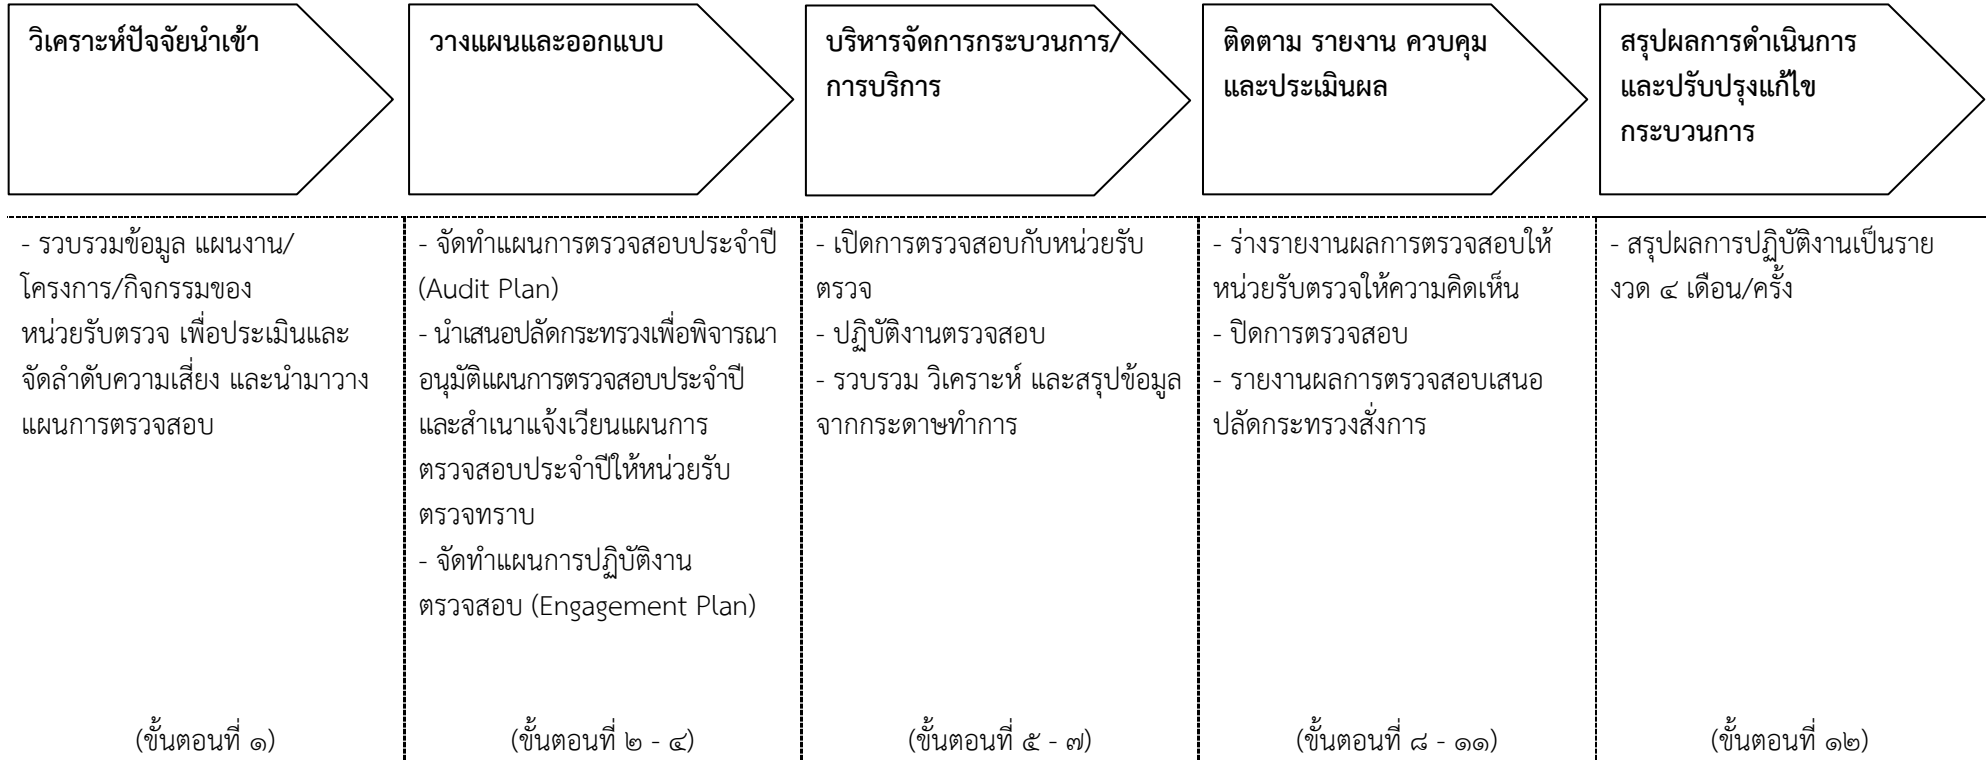 วิเคราะห์ปัจจัยนำเข้า
วางแผนและออกแบบ
บริหารจัดการกระบวนการ/
การบริการ
ติดตาม รายงาน ควบคุม
และประเมินผล
สรุปผลการดำเนินการ
และปรับปรุงแก้ไข
กระบวนการ
- รวบรวมข้อมูล แผนงาน/
โครงการ/กิจกรรมของ
หน่วยรับตรวจ เพื่อประเมินและ
จัดลำดับความเสี่ยง และนำมาวาง
แผนการตรวจสอบ
(ขั้นตอนที่ ๑)
- จัดทำแผนการตรวจสอบประจำปี
(Audit Plan)
- นำเสนอปลัดกระทรวงเพื่อพิจารณา
อนุมัติแผนการตรวจสอบประจำปี
และสำเนาแจ้งเวียนแผนการ
ตรวจสอบประจำปีให้หน่วยรับ
ตรวจทราบ
- จัดทำแผนการปฏิบัติงาน
ตรวจสอบ (Engagement Plan)
(ขั้นตอนที่ ๒ - ๔)
- เปิดการตรวจสอบกับหน่วยรับ
ตรวจ
- ปฏิบัติงานตรวจสอบ
- รวบรวม วิเคราะห์ และสรุปข้อมูล
จากกระดาษทำการ
(ขั้นตอนที่ ๕ - ๗)
- ร่างรายงานผลการตรวจสอบให้
หน่วยรับตรวจให้ความคิดเห็น
- ปิดการตรวจสอบ
- รายงานผลการตรวจสอบเสนอ
ปลัดกระทรวงสั่งการ
(ขั้นตอนที่ ๘ - ๑๑)
- สรุปผลการปฏิบัติงานเป็นราย
งวด ๔ เดือน/ครั้ง
(ขั้นตอนที่ ๑๒)